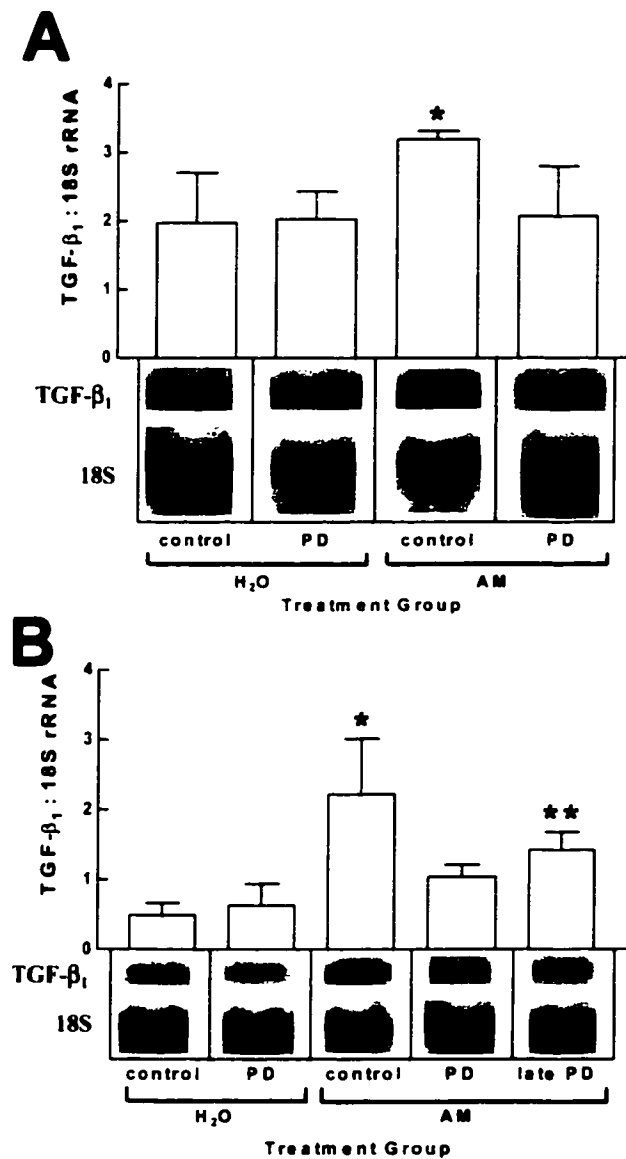 A
TGF-β₁ : 18S rRNA
4
3
2
1
0
*
TGF-β₁
18S
control PD control PD
H₂O AM
Treatment Group
B
TGF-β₁ : 18S rRNA
4
3
2
1
0
*
**
TGF-β₁
18S
control PD control PD late PD
H₂O AM
Treatment Group